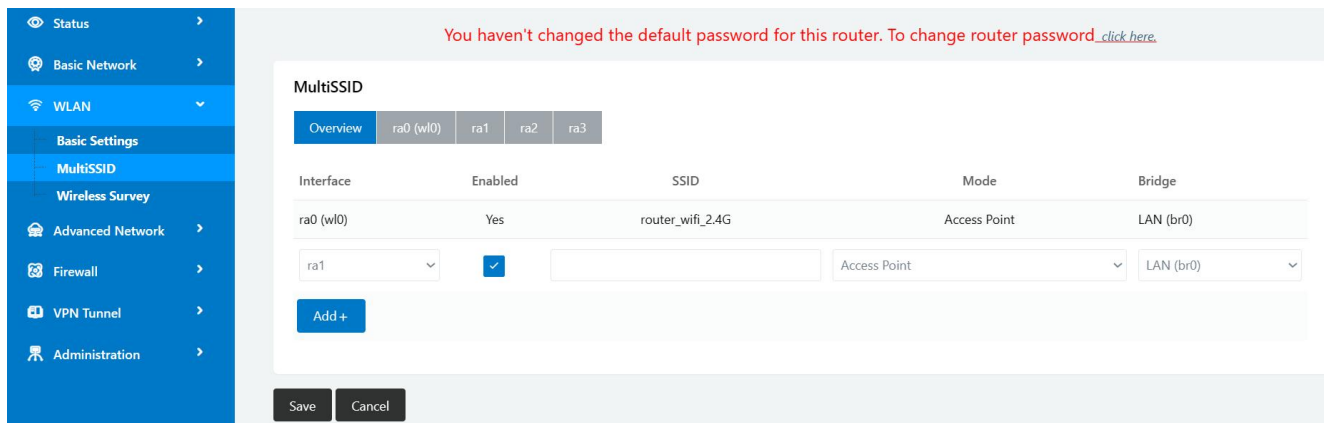 Status
You haven't changed the default password for this router. To change router password click here.
Basic Network
MultiSSID
WLAN
Overview ra0 (wl0) ra1 ra2 ra3
Basic Settings
MultiSSID
Wireless Survey
Interface Enabled SSID Mode Bridge
ra0 (wl0) Yes router_wifi_2.4G Access Point LAN (br0)
Advanced Network
ra1 Access Point LAN (br0)
Firewall
VPN Tunnel
Add+
Administration
Save Cancel